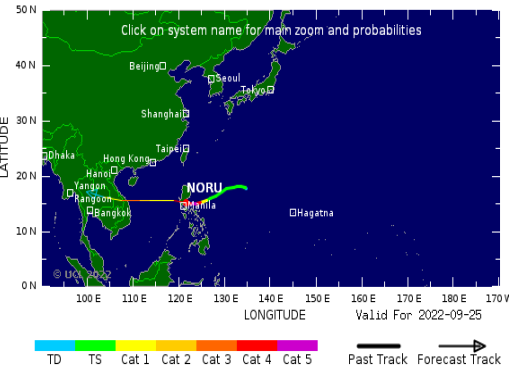 50 N
Click on system name for main zoom and probabilities
Beijing
40 N
Seoul
Tokyo
Shanghai
30 N
LATITUDE
Taipei
Dhaka
Hong Kong
Hanoi
20 N
NORU
Yangon
Rangoon
Manila
Bangkok
Hagatna
10 N
© UCL 2022
0 N
100 E 110 E 120 E 130 E 140 E 150 E 160 E 170 E 180 170 W
LONGITUDE
Valid For 2022-09-25
TD TS Cat 1 Cat 2 Cat 3 Cat 4 Cat 5 Past Track Forecast Track